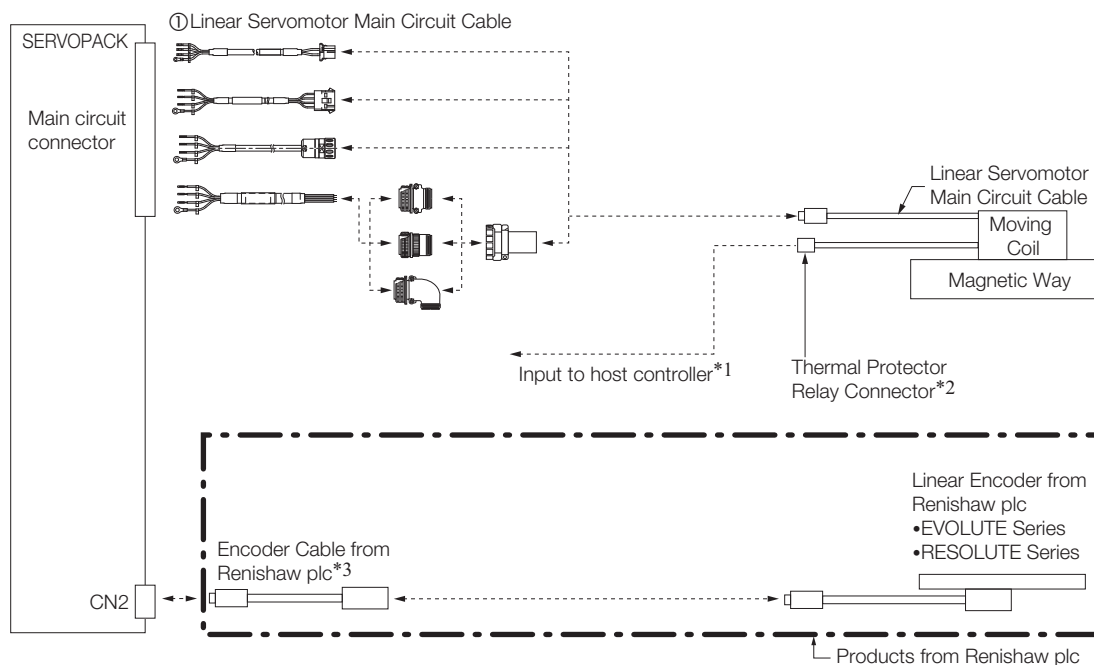 ①Linear Servomotor Main Circuit Cable
SERVOPACK
Main circuit
connector
Linear Servomotor
Main Circuit Cable
Moving
Coil
Magnetic Way
Input to host controller*1
Thermal Protector
Relay Connector*2
Linear Encoder from
Renishaw plc
•EVOLUTE Series
•RESOLUTE Series
Encoder Cable from
Renishaw plc*3
CN2
Products from Renishaw plc